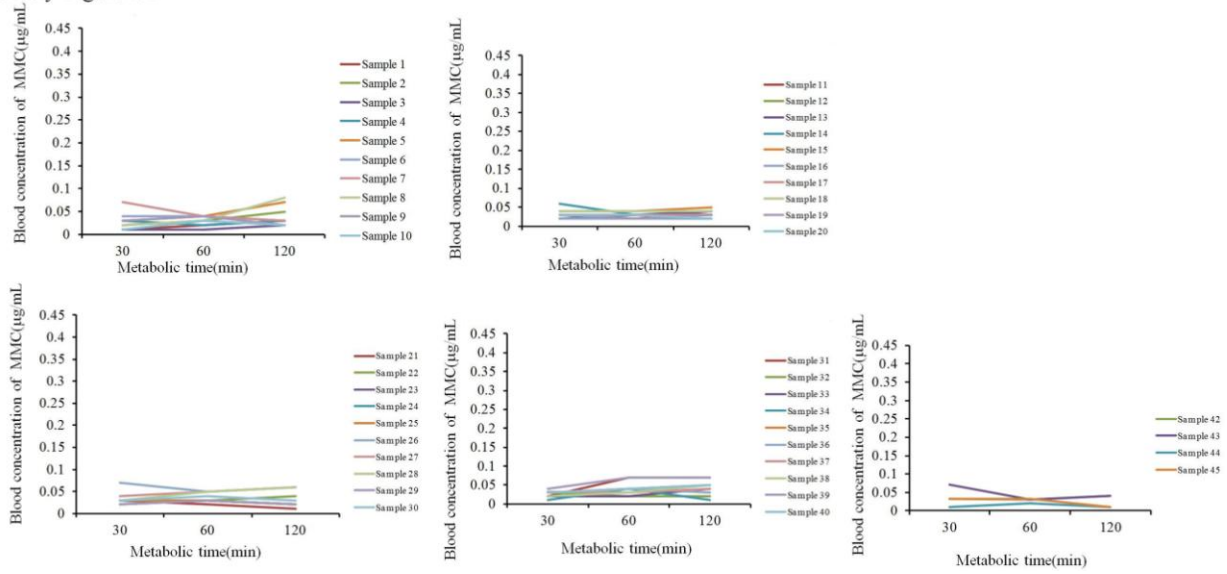 Blood concentration of MMC(µg/mL
0.45
0.4
0.35
0.3
0.25
0.2
0.15
0.1
0.05
0
30 60 120
Metabolic time(min)
Sample 1
Sample 2
Sample 3
Sample 4
Sample 5
Sample 6
Sample 7
Sample 8
Sample 9
Sample 10
Blood concentration of MMC(µg/mL
0.45
0.4
0.35
0.3
0.25
0.2
0.15
0.1
0.05
0
30 60 120
Metabolic time(min)
Sample 11
Sample 12
Sample 13
Sample 14
Sample 15
Sample 16
Sample 17
Sample 18
Sample 19
Sample 20
Blood concentration of MMC(µg/mL
0.45
0.4
0.35
0.3
0.25
0.2
0.15
0.1
0.05
0
30 60 120
Metabolic time(min)
Sample 21
Sample 22
Sample 23
Sample 24
Sample 25
Sample 26
Sample 27
Sample 28
Sample 29
Sample 30
Blood concentration of MMC(µg/mL
0.45
0.4
0.35
0.3
0.25
0.2
0.15
0.1
0.05
0
30 60 120
Metabolic time(min)
Sample 31
Sample 32
Sample 33
Sample 34
Sample 35
Sample 36
Sample 37
Sample 38
Sample 39
Sample 40
Blood concentration of MMC(µg/mL
0.45
0.4
0.35
0.3
0.25
0.2
0.15
0.1
0.05
0
30 60 120
Metabolic time(min)
Sample 42
Sample 43
Sample 44
Sample 45